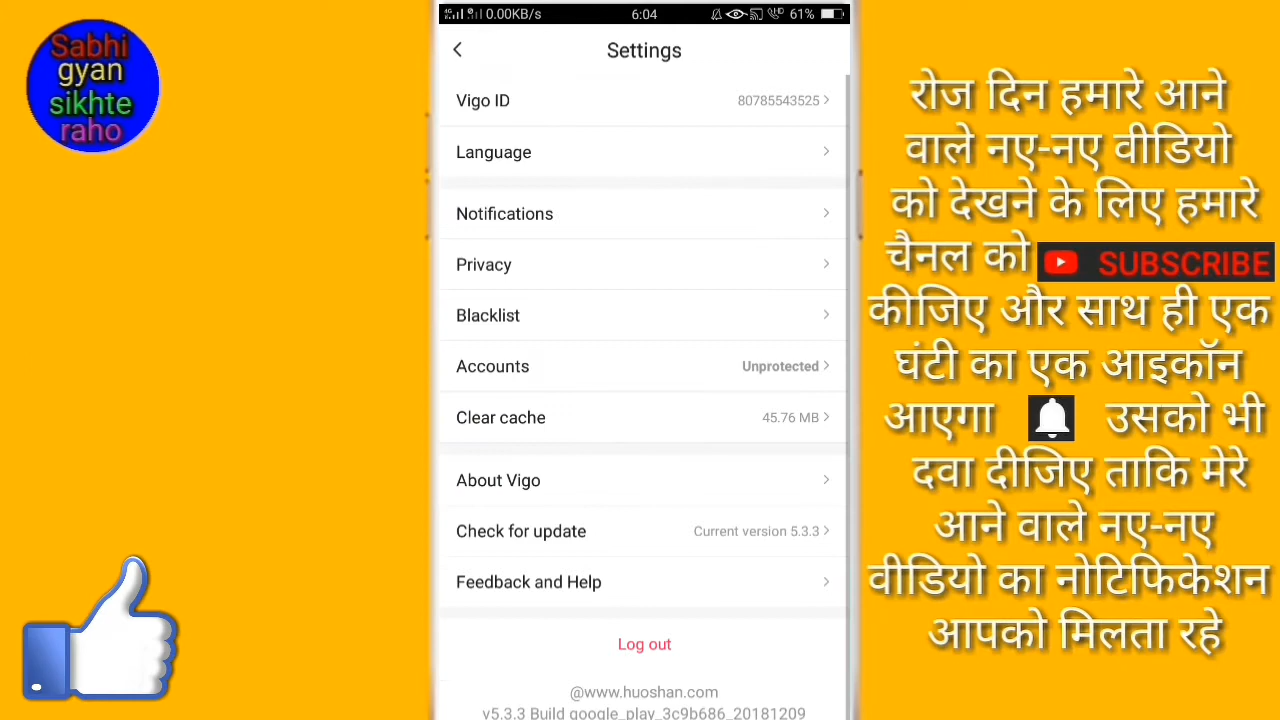 Sabhi
gyan
sikhte
raho
4G 0.00KB/s 6:04 HD 61%
Settings
Vigo ID 80785543525
Language
Notifications
Privacy
Blacklist
Accounts Unprotected
Clear cache 45.76 MB
About Vigo
Check for update Current version 5.3.3
Feedback and Help
Log out
@www.huoshan.com
v5.3.3 Build google_play_3c9b686_20181209
रोज दिन हमारे आने
वाले नए-नए वीडियो
को देखने के लिए हमारे
चैनल को SUBSCRIBE
कीजिए और साथ ही एक
घंटी का एक आइकॉन
आएगा उसको भी
दवा दीजिए ताकि मेरे
आने वाले नए-नए
वीडियो का नोटिफिकेशन
आपको मिलता रहे